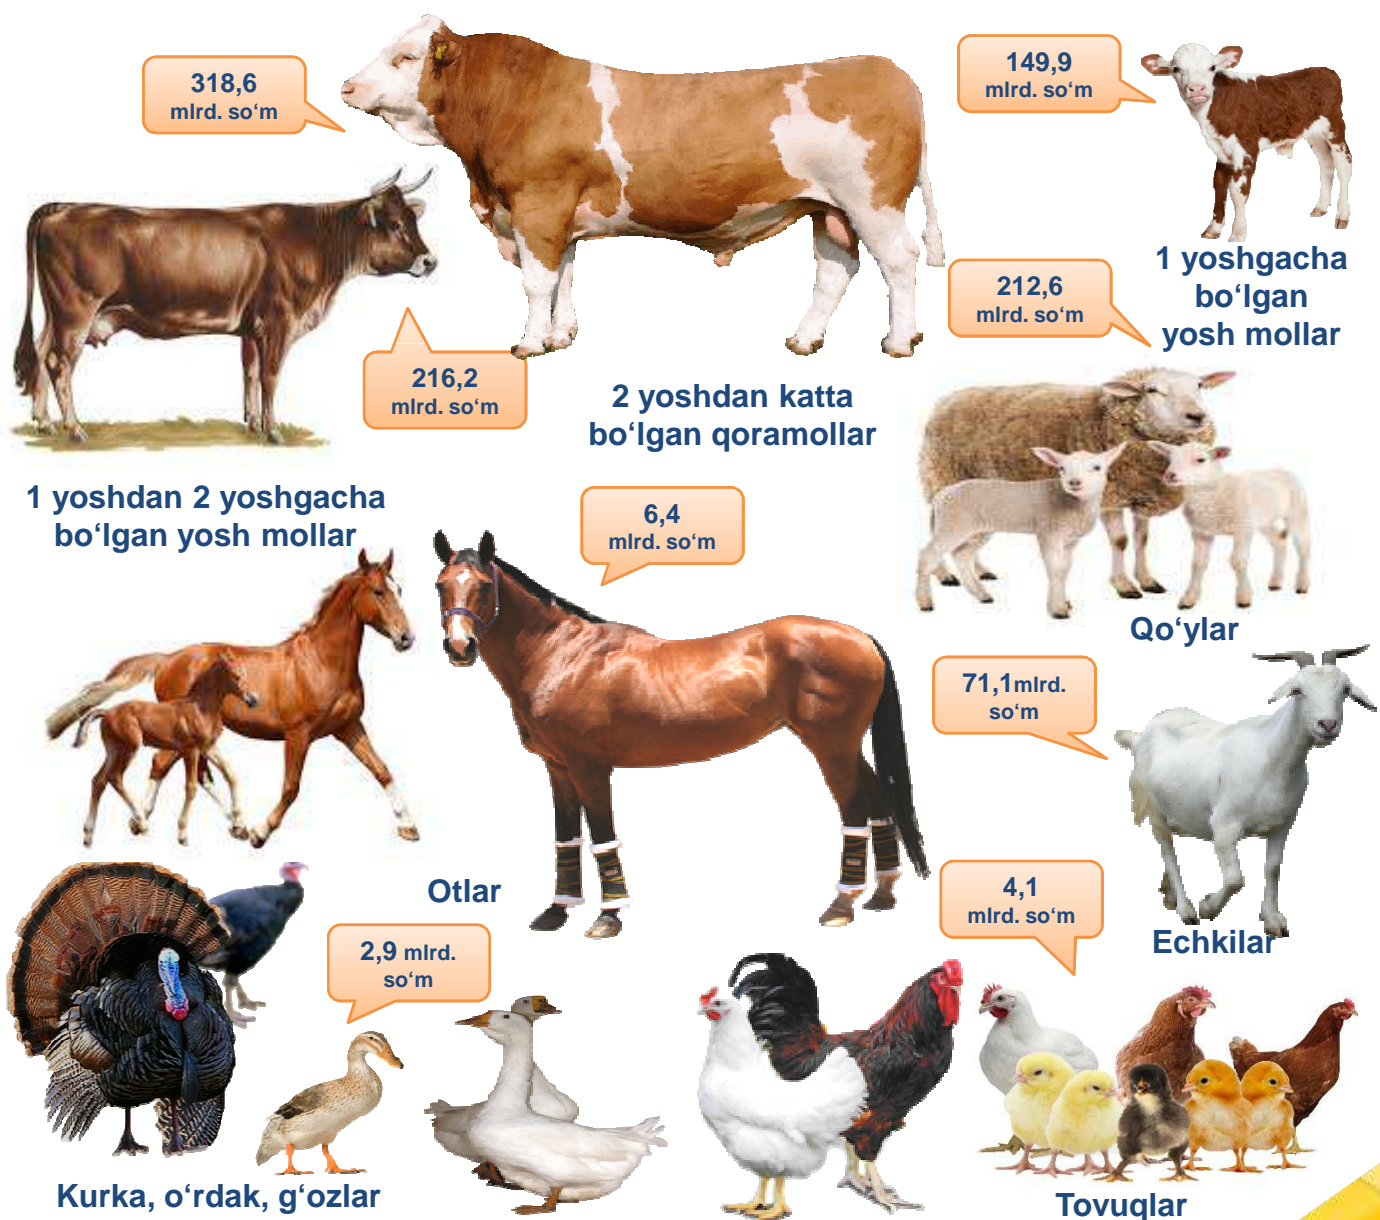 318,6
mlrd. so‘m
149,9
mlrd. so‘m
1 yoshgacha
bo‘lgan
yosh mollar
212,6
mlrd. so‘m
216,2
mlrd. so‘m
2 yoshdan katta
bo‘lgan qoramollar
1 yoshdan 2 yoshgacha
bo‘lgan yosh mollar
6,4
mlrd. so‘m
Qo‘ylar
71,1mlrd.
so‘m
Otlar
4,1
mlrd. so‘m
Echkilar
2,9 mlrd.
so‘m
Kurka, o‘rdak, g‘ozlar
Tovuqlar